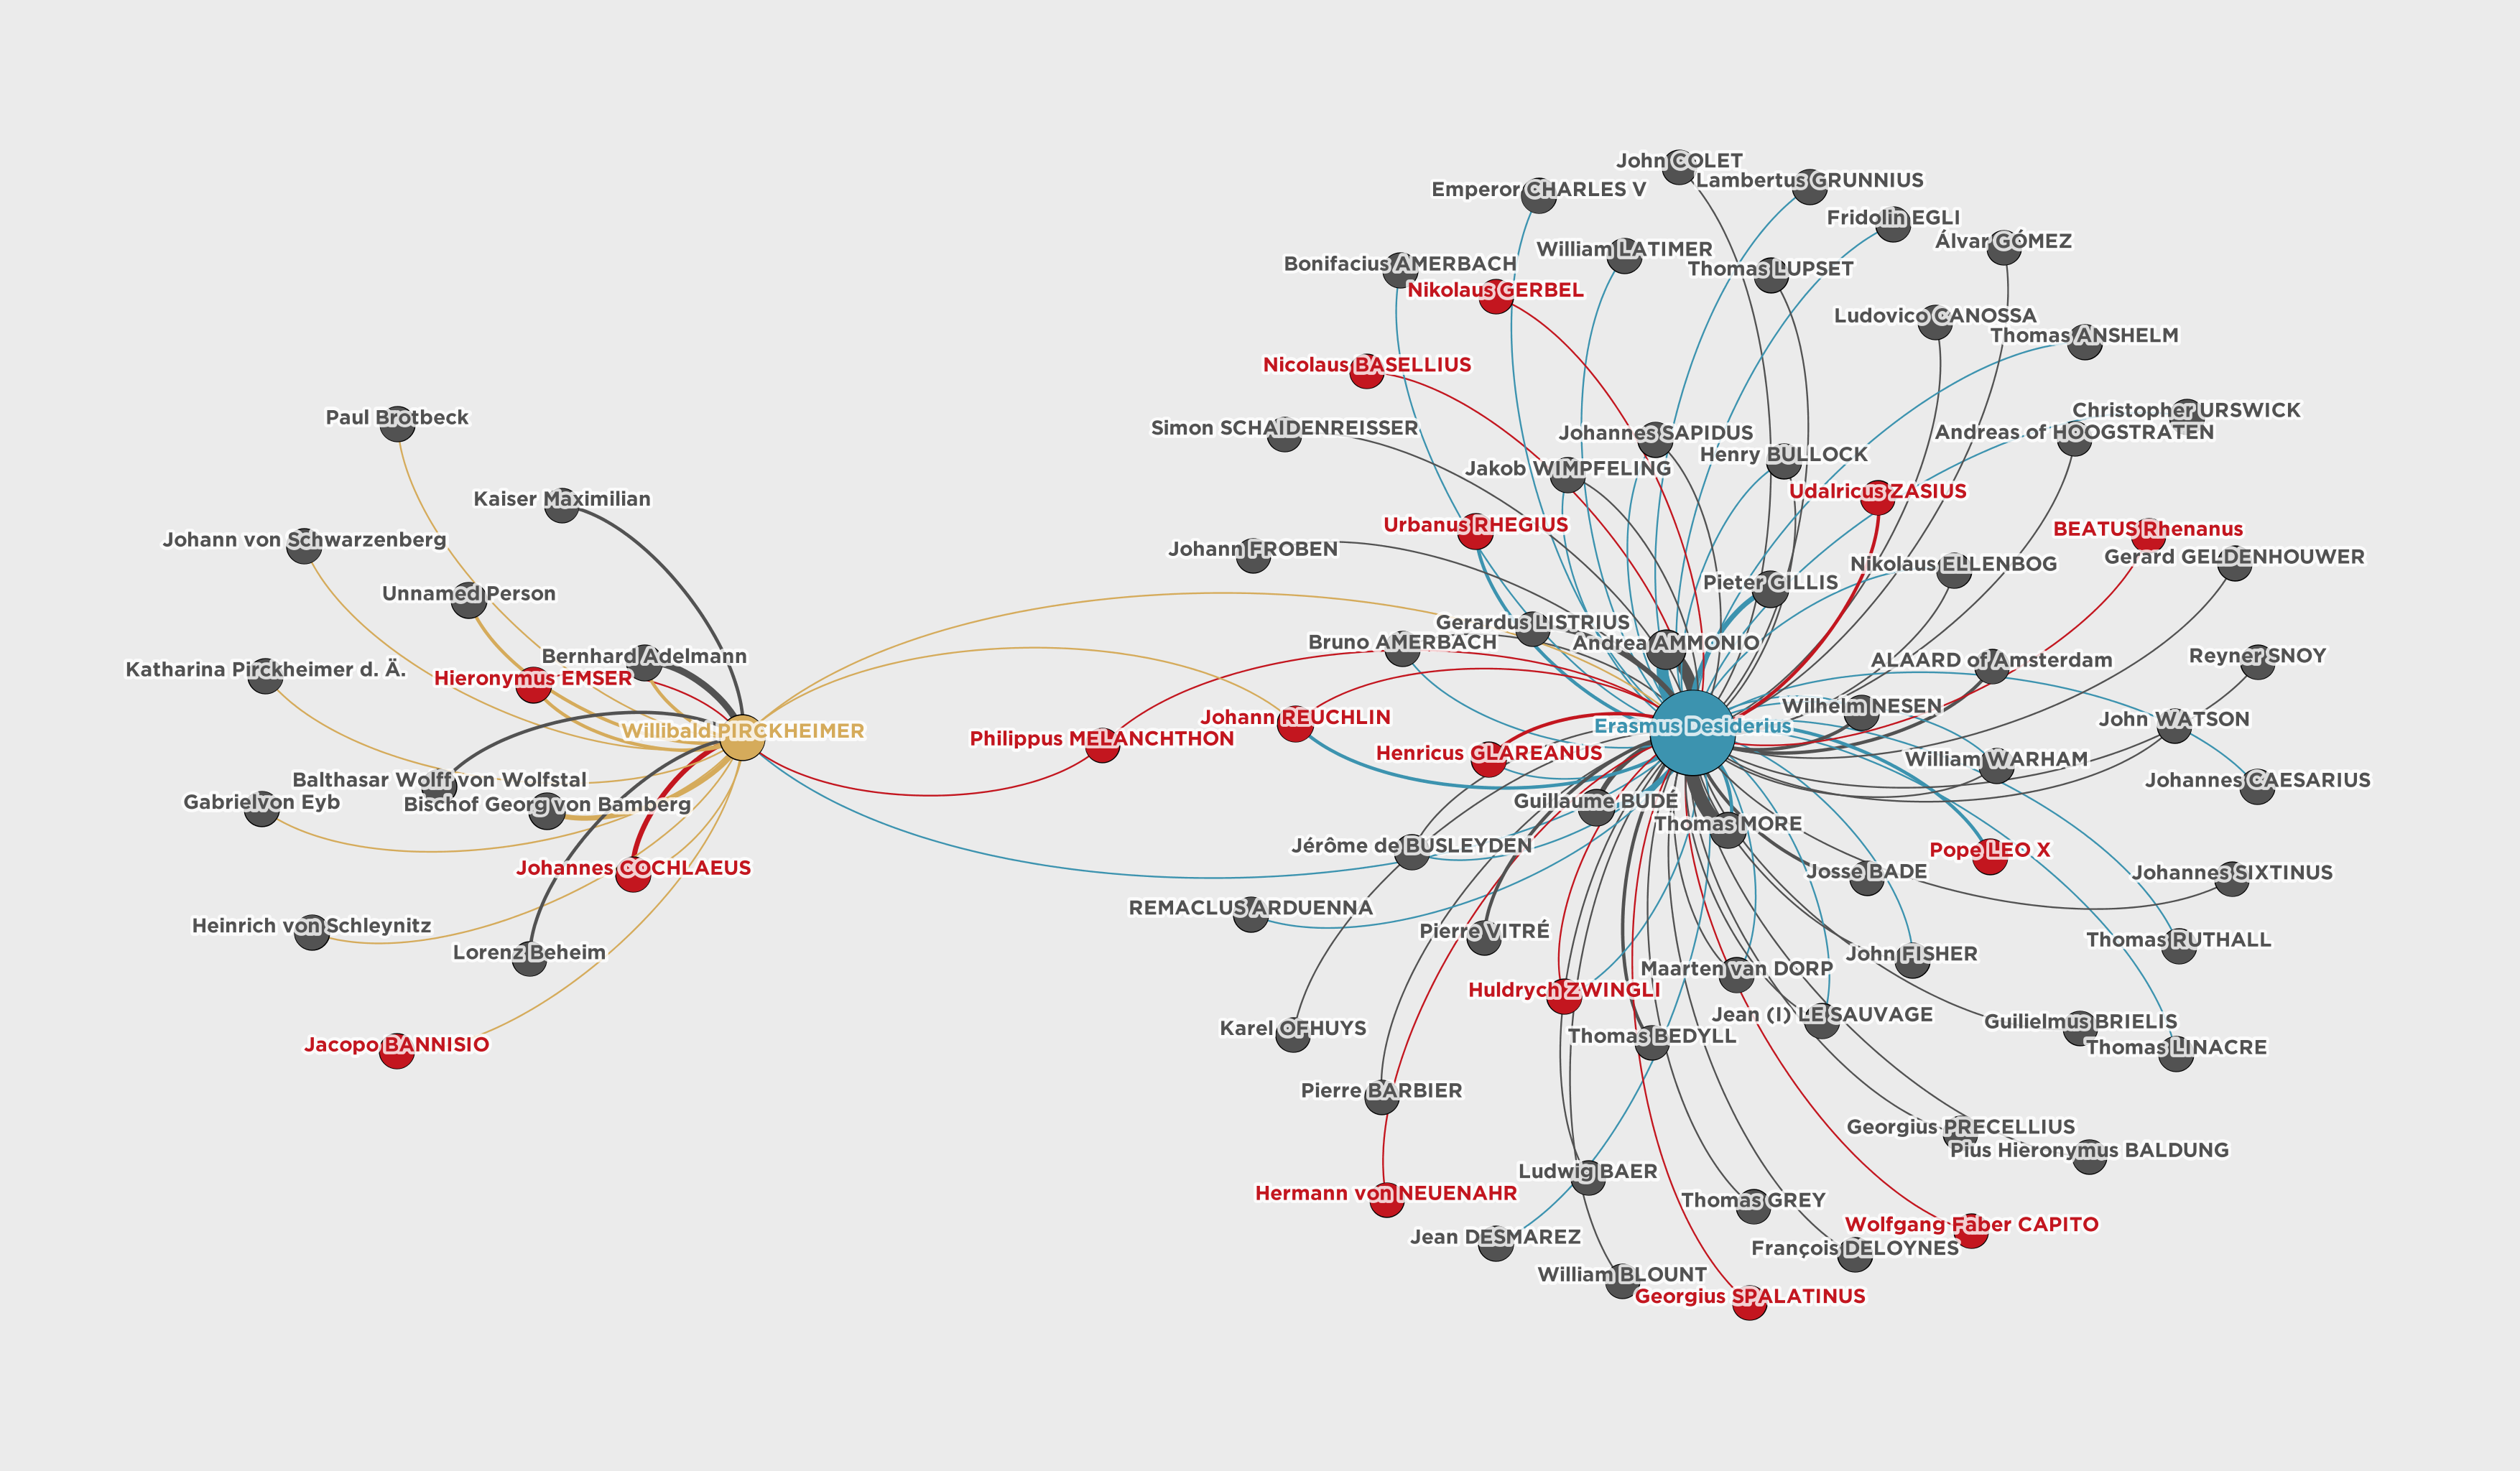 John COLET
Lambertus GRUNNIUS
Emperor CHARLES V
Fridolin EGLI
Álvar GÓMEZ
William LATIMER
Bonifacius AMERBACH
Thomas LUPSET
Nikolaus GERBEL
Ludovico CANOSSA
Thomas ANSHELM
Nicolaus BASELLIUS
Christopher URSWICK
Paul Brotbeck
Simon SCHAIDENREISSER
Johannes SAPIDUS
Andreas of HOOGSTRATEN
Henry BULLOCK
Jakob WIMPFELING
Udalricus ZASIUS
Kaiser Maximilian
Urbanus RHEGIUS
BEATUS Rhenanus
Johann von Schwarzenberg
Johann FROBEN
Gerard GELDENHOUWER
Nikolaus ELLENBOG
Pieter GILLIS
Unnamed Person
Gerardus LISTRIUS
Bruno AMERBACH
Andrea AMMONIO
Bernhard Adelmann
Reyner SNOY
ALAARD of Amsterdam
Katharina Pirckheimer d. Ä.
Hieronymus EMSER
Wilhelm NESEN
Johann REUCHLIN
John WATSON
Erasmus Desiderius
Willibald PIRCKHEIMER
Philippus MELANCHTHON
Henricus GLAREANUS
William WARHAM
Balthasar Wolff von Wolfstal
Johannes CAESARIUS
Gabrielvon Eyb
Bischof Georg von Bamberg
Guillaume BUDÉ
Thomas MORE
Jérôme de BUSLEYDEN
Pope LEO X
Johannes COCHLAEUS
Josse BADE
Johannes SIXTINUS
REMACLUS ARDUENNA
Heinrich von Schleynitz
Pierre VITRÉ
Thomas RUTHALL
Lorenz Beheim
John FISHER
Maarten van DORP
Huldrych ZWINGLI
Jean (I) LE SAUVAGE
Guilielmus BRIELIS
Karel OFHUYS
Thomas BEDYLL
Jacopo BANNISIO
Thomas LINACRE
Pierre BARBIER
Georgius PRECELLIUS
Pius Hieronymus BALDUNG
Ludwig BAER
Hermann von NEUENAHR
Thomas GREY
Wolfgang Faber CAPITO
Jean DESMAREZ
François DELOYNES
William BLOUNT
Georgius SPALATINUS